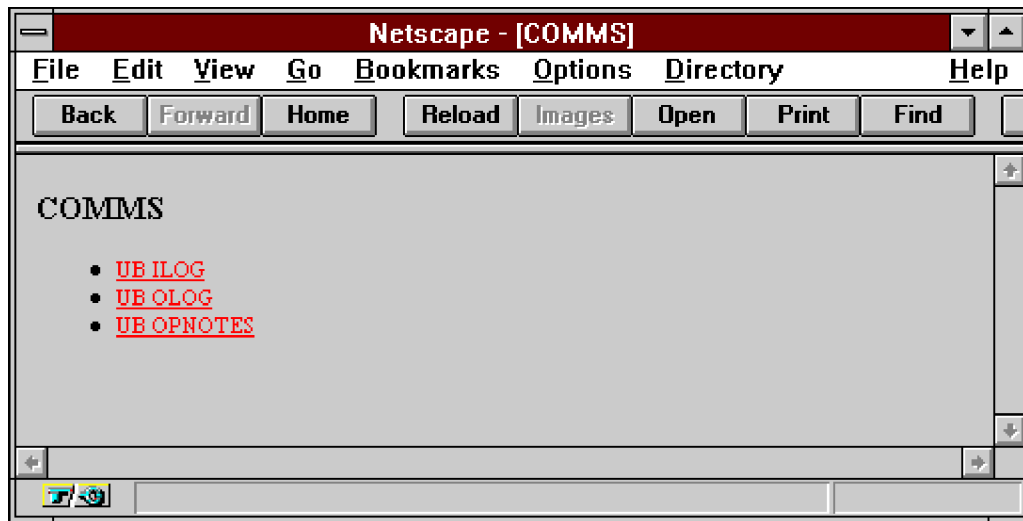 Netscape - [COMMS]
File Edit View Go Bookmarks Options Directory Help
Back Forward Home Reload Images Open Print Find
COMMS
UB ILOG
UB OLOG
UB OPNOTES